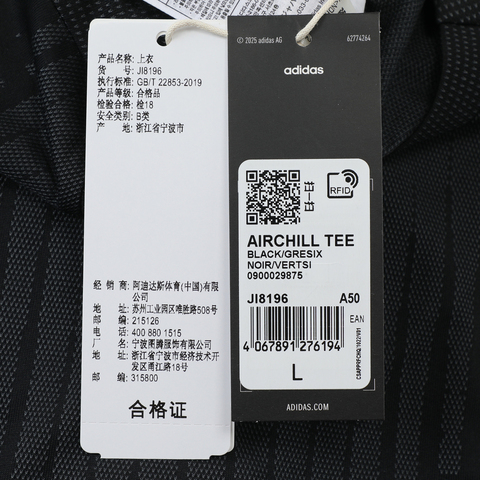 产品名称: 上衣
货 号: JI8196
执行标准: GB/T 22853-2019
产品等级: 合格品
检验合格: 检18
安全类别: B类
产 地: 浙江省宁波市
经 销 商: 阿迪达斯体育(中国)有限公司
地 址: 苏州工业园区唯胜路508号
邮 编: 215126
电 话: 400 880 1515
厂 名: 宁波图腾服饰有限公司
地 址: 浙江省宁波市经济技术开发区甬江路18号
邮 编: 315800
合格证
© 2025 adidas AG
62774264
adidas
RFID
AIRCHILL TEE
BLACK/GRESIX
NOIR/VERTSI
0900029875
JI8196 A50
EAN
4 067891 276194
L
ADIDAS.COM